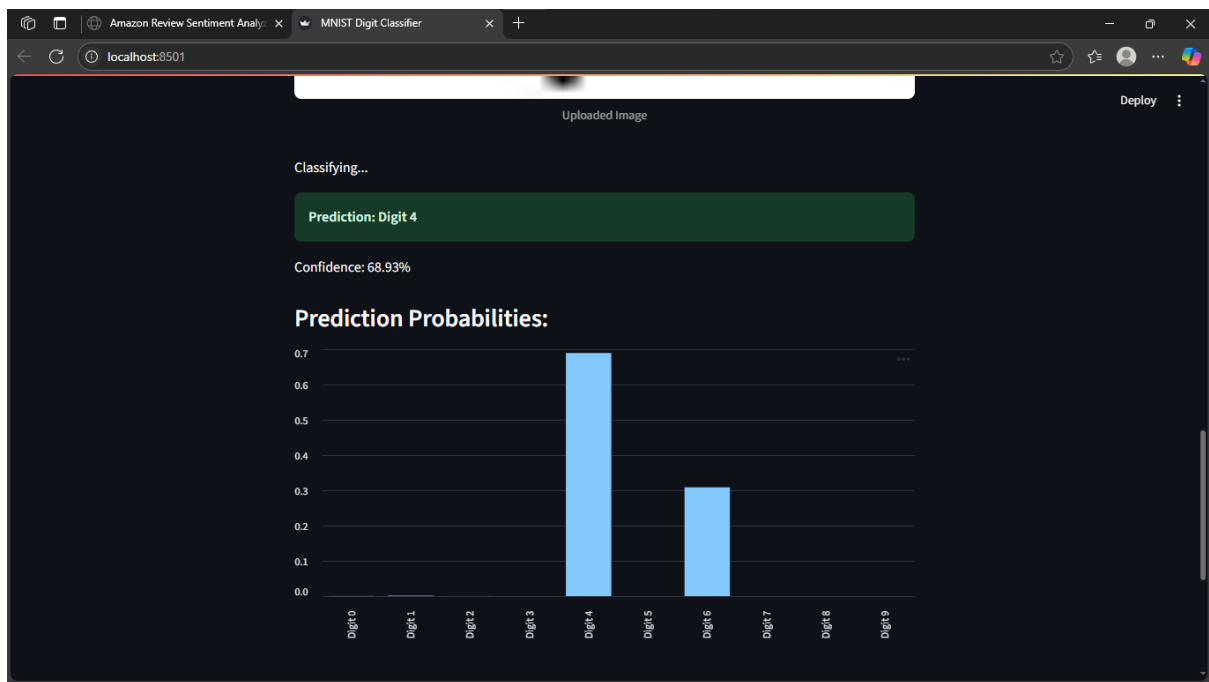 Amazon Review Sentiment Analyz
MNIST Digit Classifier
localhost:8501
Deploy
Uploaded Image
Classifying...
Prediction: Digit 4
Confidence: 68.93%
Prediction Probabilities:
0.7
0.6
0.5
0.4
0.3
0.2
0.1
0.0
Digit 0
Digit 1
Digit 2
Digit 3
Digit 4
Digit 5
Digit 6
Digit 7
Digit 8
Digit 9